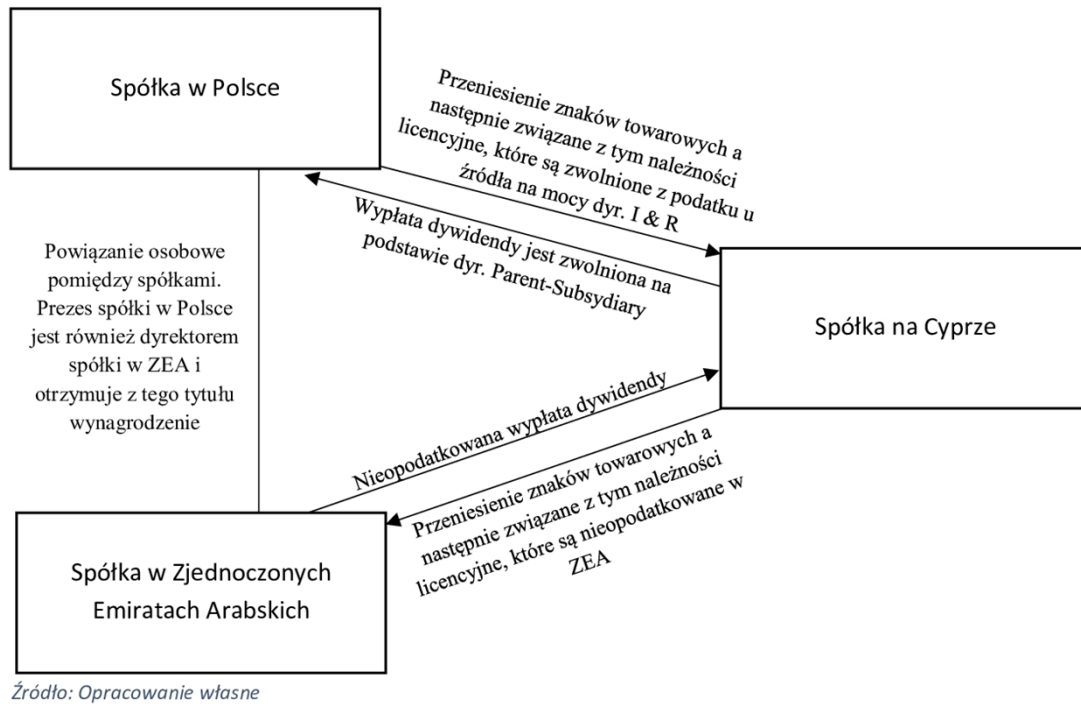 Spółka w Polsce
Przeniesienie znaków towarowych a
następnie związane z tym należności
licencyjne, które są zwolnione z podatku u
źródła na mocy dyr. I & R
Wypłata dywidendy jest zwolniona na
podstawie dyr. Parent-Subsydiary
Powiązanie osobowe
pomiędzy spółkami.
Prezes spółki w Polsce
jest również dyrektorem
spółki w ZEA i
otrzymuje z tego tytułu
wynagrodzenie
Spółka na Cyprze
Nieopodatkowana wypłata dywidendy
Przeniesienie znaków towarowych a
następnie związane z tym należności
licencyjne, które są nieopodatkowane w
ZEA
Spółka w Zjednoczonych
Emiratach Arabskich
Źródło: Opracowanie własne